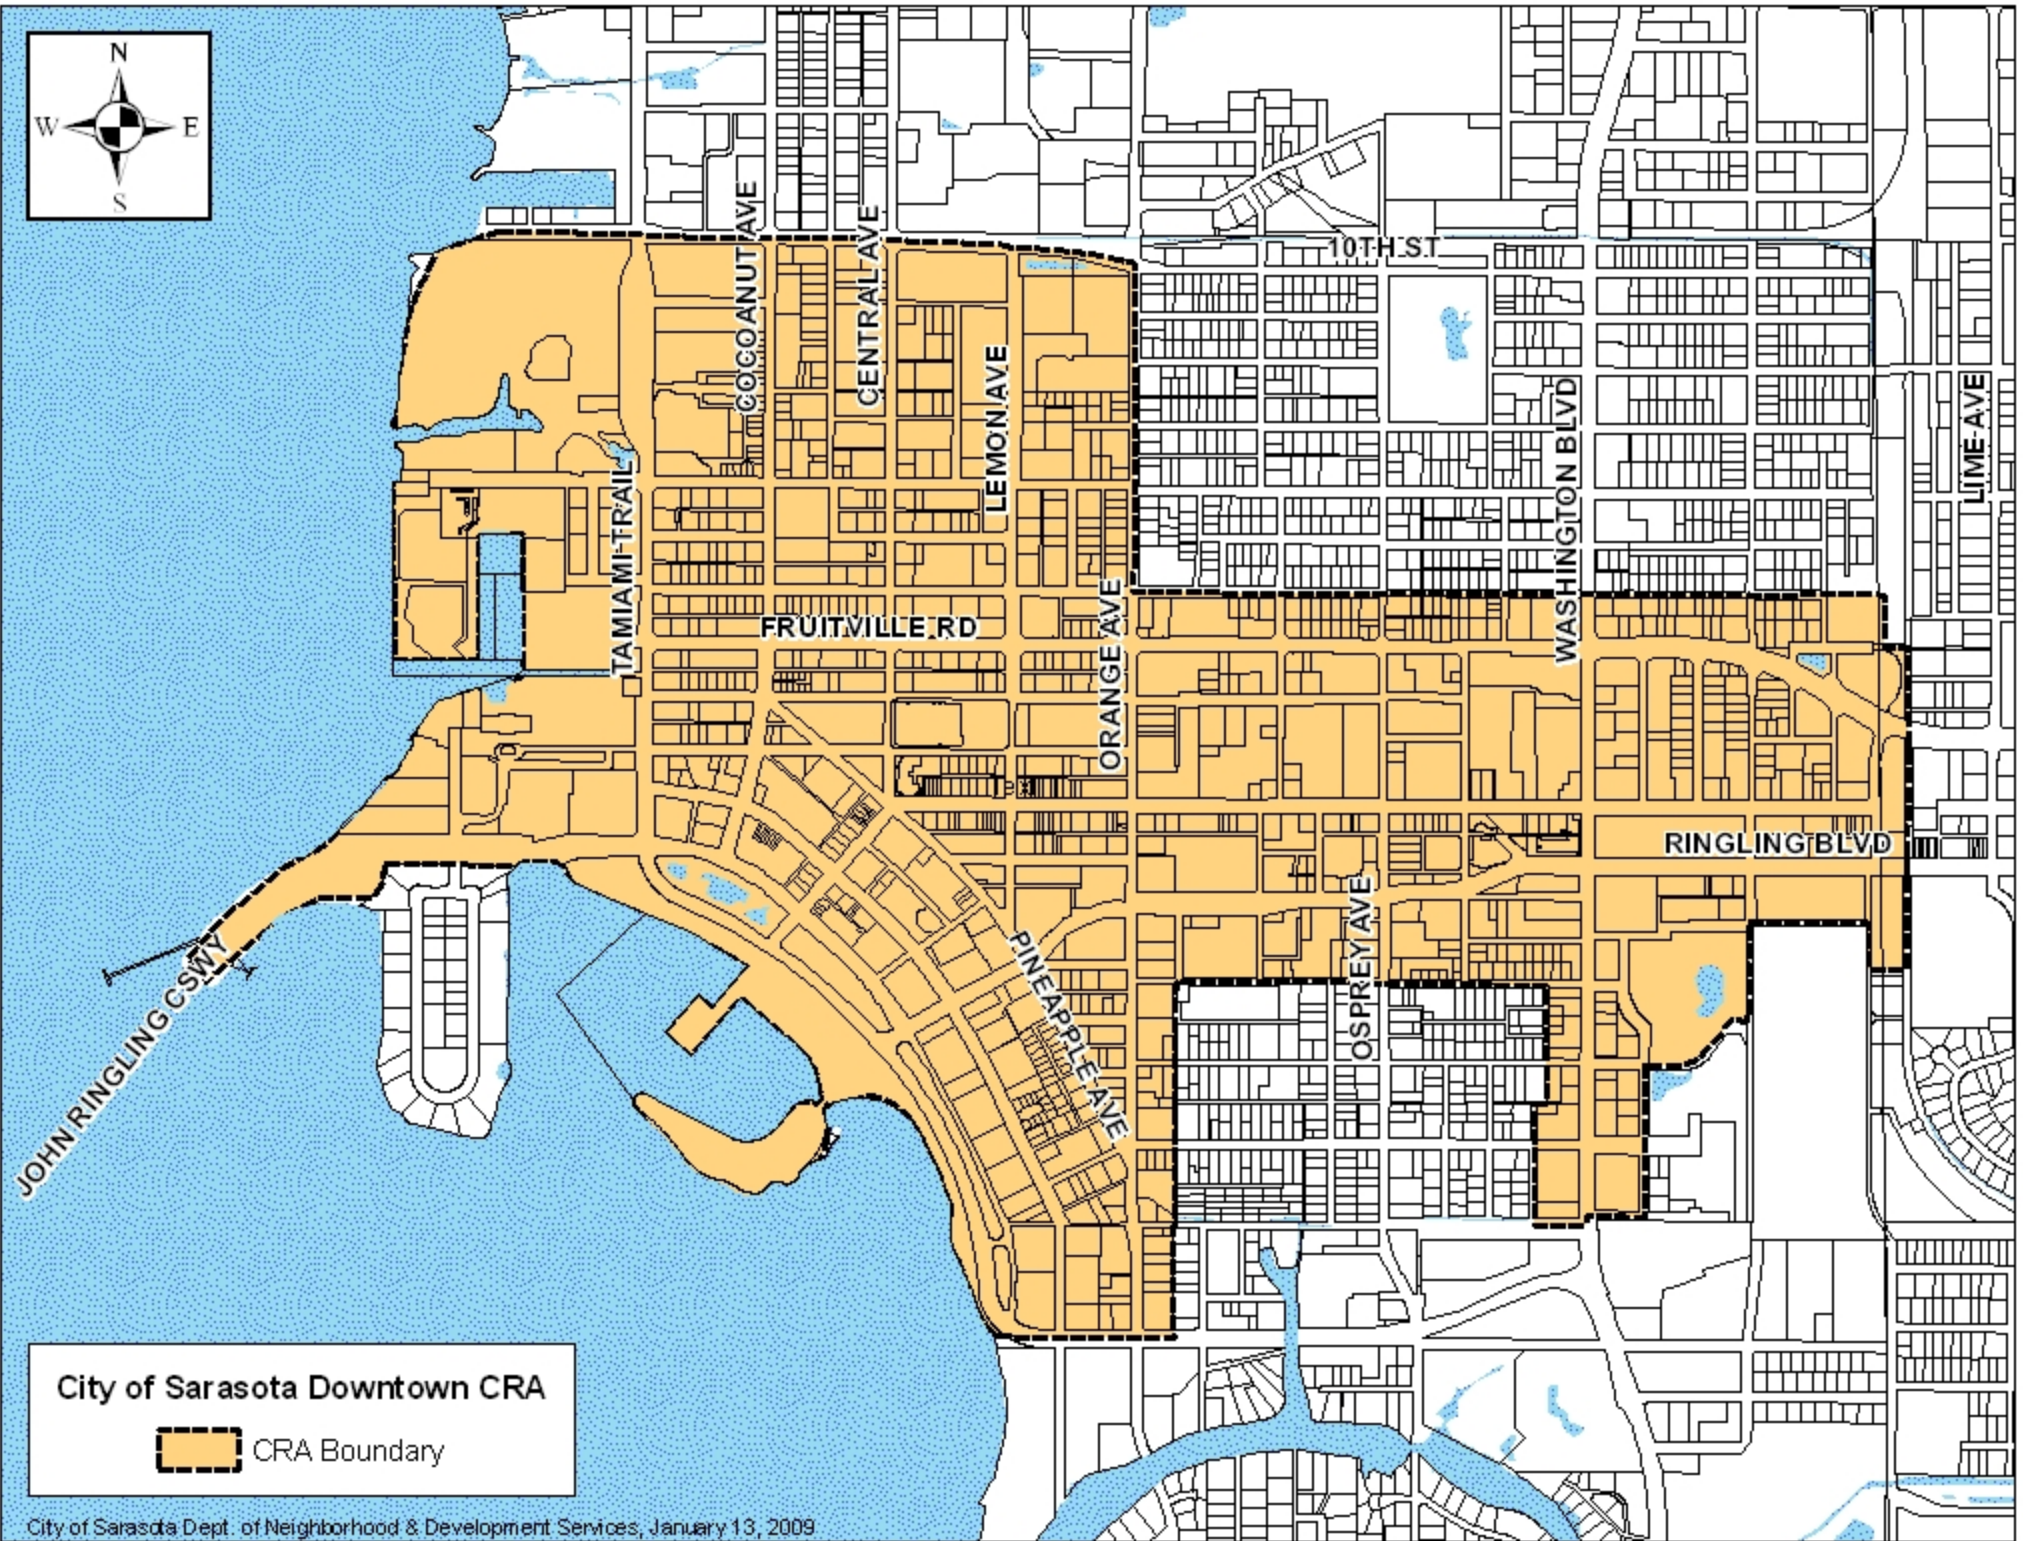 N
W E
S
COCOANUT AVE
CENTRAL AVE
10TH ST
LEMON AVE
WASHINGTON BLVD
LIME AVE
TAMIAMI TRAIL
FRUITVILLE RD
ORANGE AVE
RINGLING BLVD
OSPREY AVE
PINEAPPLE AVE
JOHN RINGLING CSWY
City of Sarasota Downtown CRA
CRA Boundary
City of Sarasota Dept. of Neighborhood & Development Services, January 13, 2009